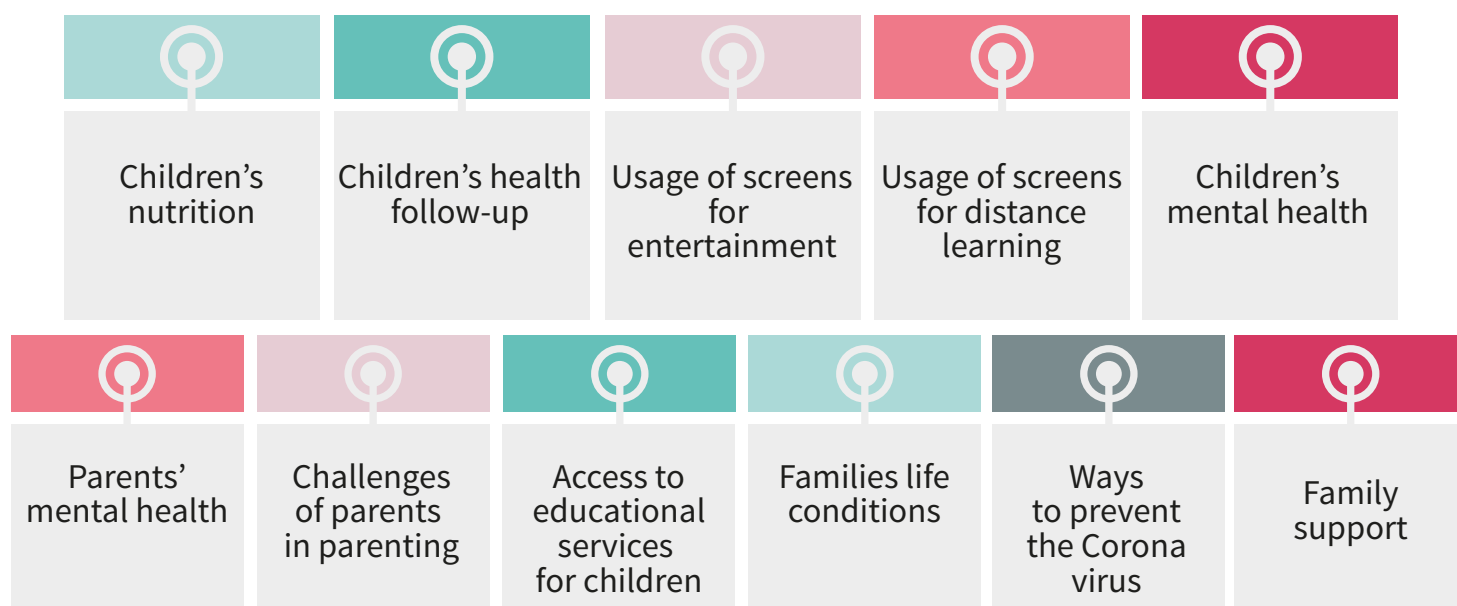 Children’s
nutrition
Children’s health
follow-up
Usage of screens
for
entertainment
Usage of screens
for distance
learning
Children’s
mental health
Parents’
mental health
Challenges
of parents
in parenting
Access to
educational
services
for children
Families life
conditions
Ways
to prevent
the Corona
virus
Family
support